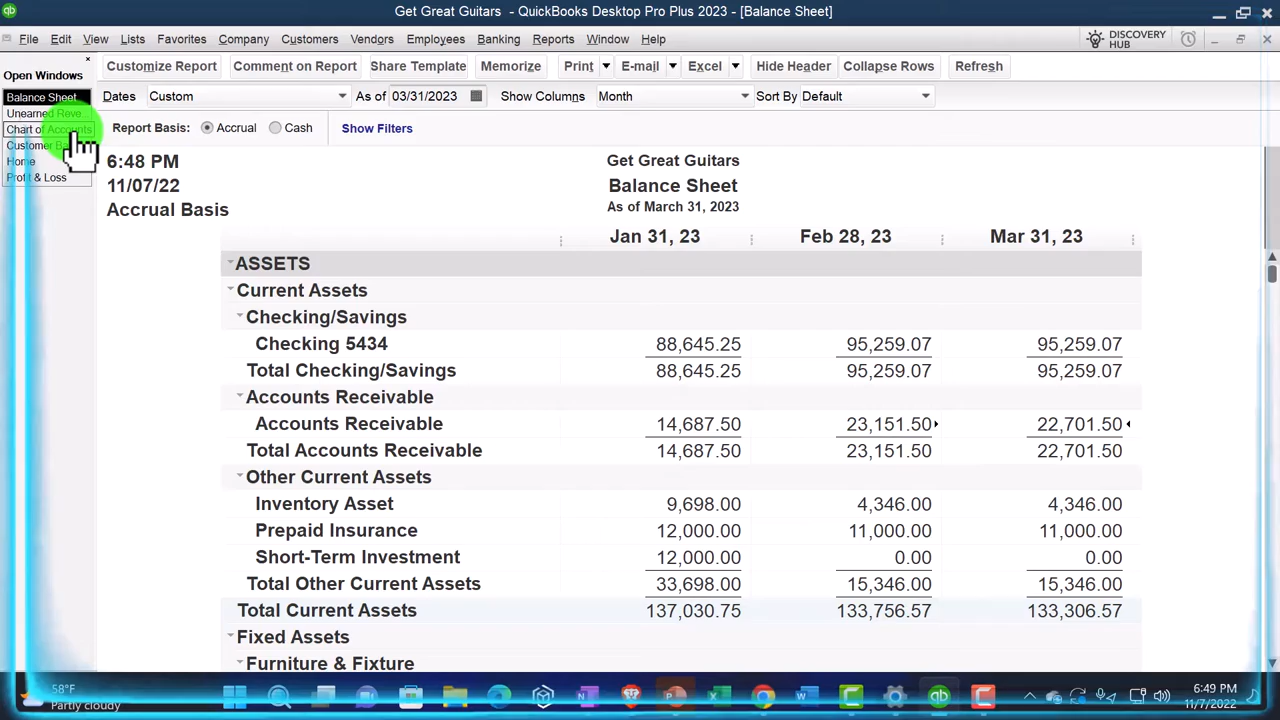 Get Great Guitars - QuickBooks Desktop Pro Plus 2023 - [Balance Sheet]
File Edit View Lists Favorites Company Customers Vendors Employees Banking Reports Window Help DISCOVERY HUB
Open Windows
Balance Sheet
Unearned Reve...
Chart of Accounts
Customer Ba
Home
Profit & Loss
Customize Report Comment on Report Share Template Memorize Print E-mail Excel Hide Header Collapse Rows Refresh
Dates Custom As of 03/31/2023 Show Columns Month Sort By Default
Report Basis: Accrual Cash Show Filters
6:48 PM
11/07/22
Accrual Basis
Get Great Guitars
Balance Sheet
As of March 31, 2023
Jan 31, 23 Feb 28, 23 Mar 31, 23
ASSETS
Current Assets
Checking/Savings
Checking 5434 88,645.25 95,259.07 95,259.07
Total Checking/Savings 88,645.25 95,259.07 95,259.07
Accounts Receivable
Accounts Receivable 14,687.50 23,151.50 22,701.50
Total Accounts Receivable 14,687.50 23,151.50 22,701.50
Other Current Assets
Inventory Asset 9,698.00 4,346.00 4,346.00
Prepaid Insurance 12,000.00 11,000.00 11,000.00
Short-Term Investment 12,000.00 0.00 0.00
Total Other Current Assets 33,698.00 15,346.00 15,346.00
Total Current Assets 137,030.75 133,756.57 133,306.57
Fixed Assets
Furniture & Fixture
58°F
Partly cloudy
6:49 PM
11/7/2022